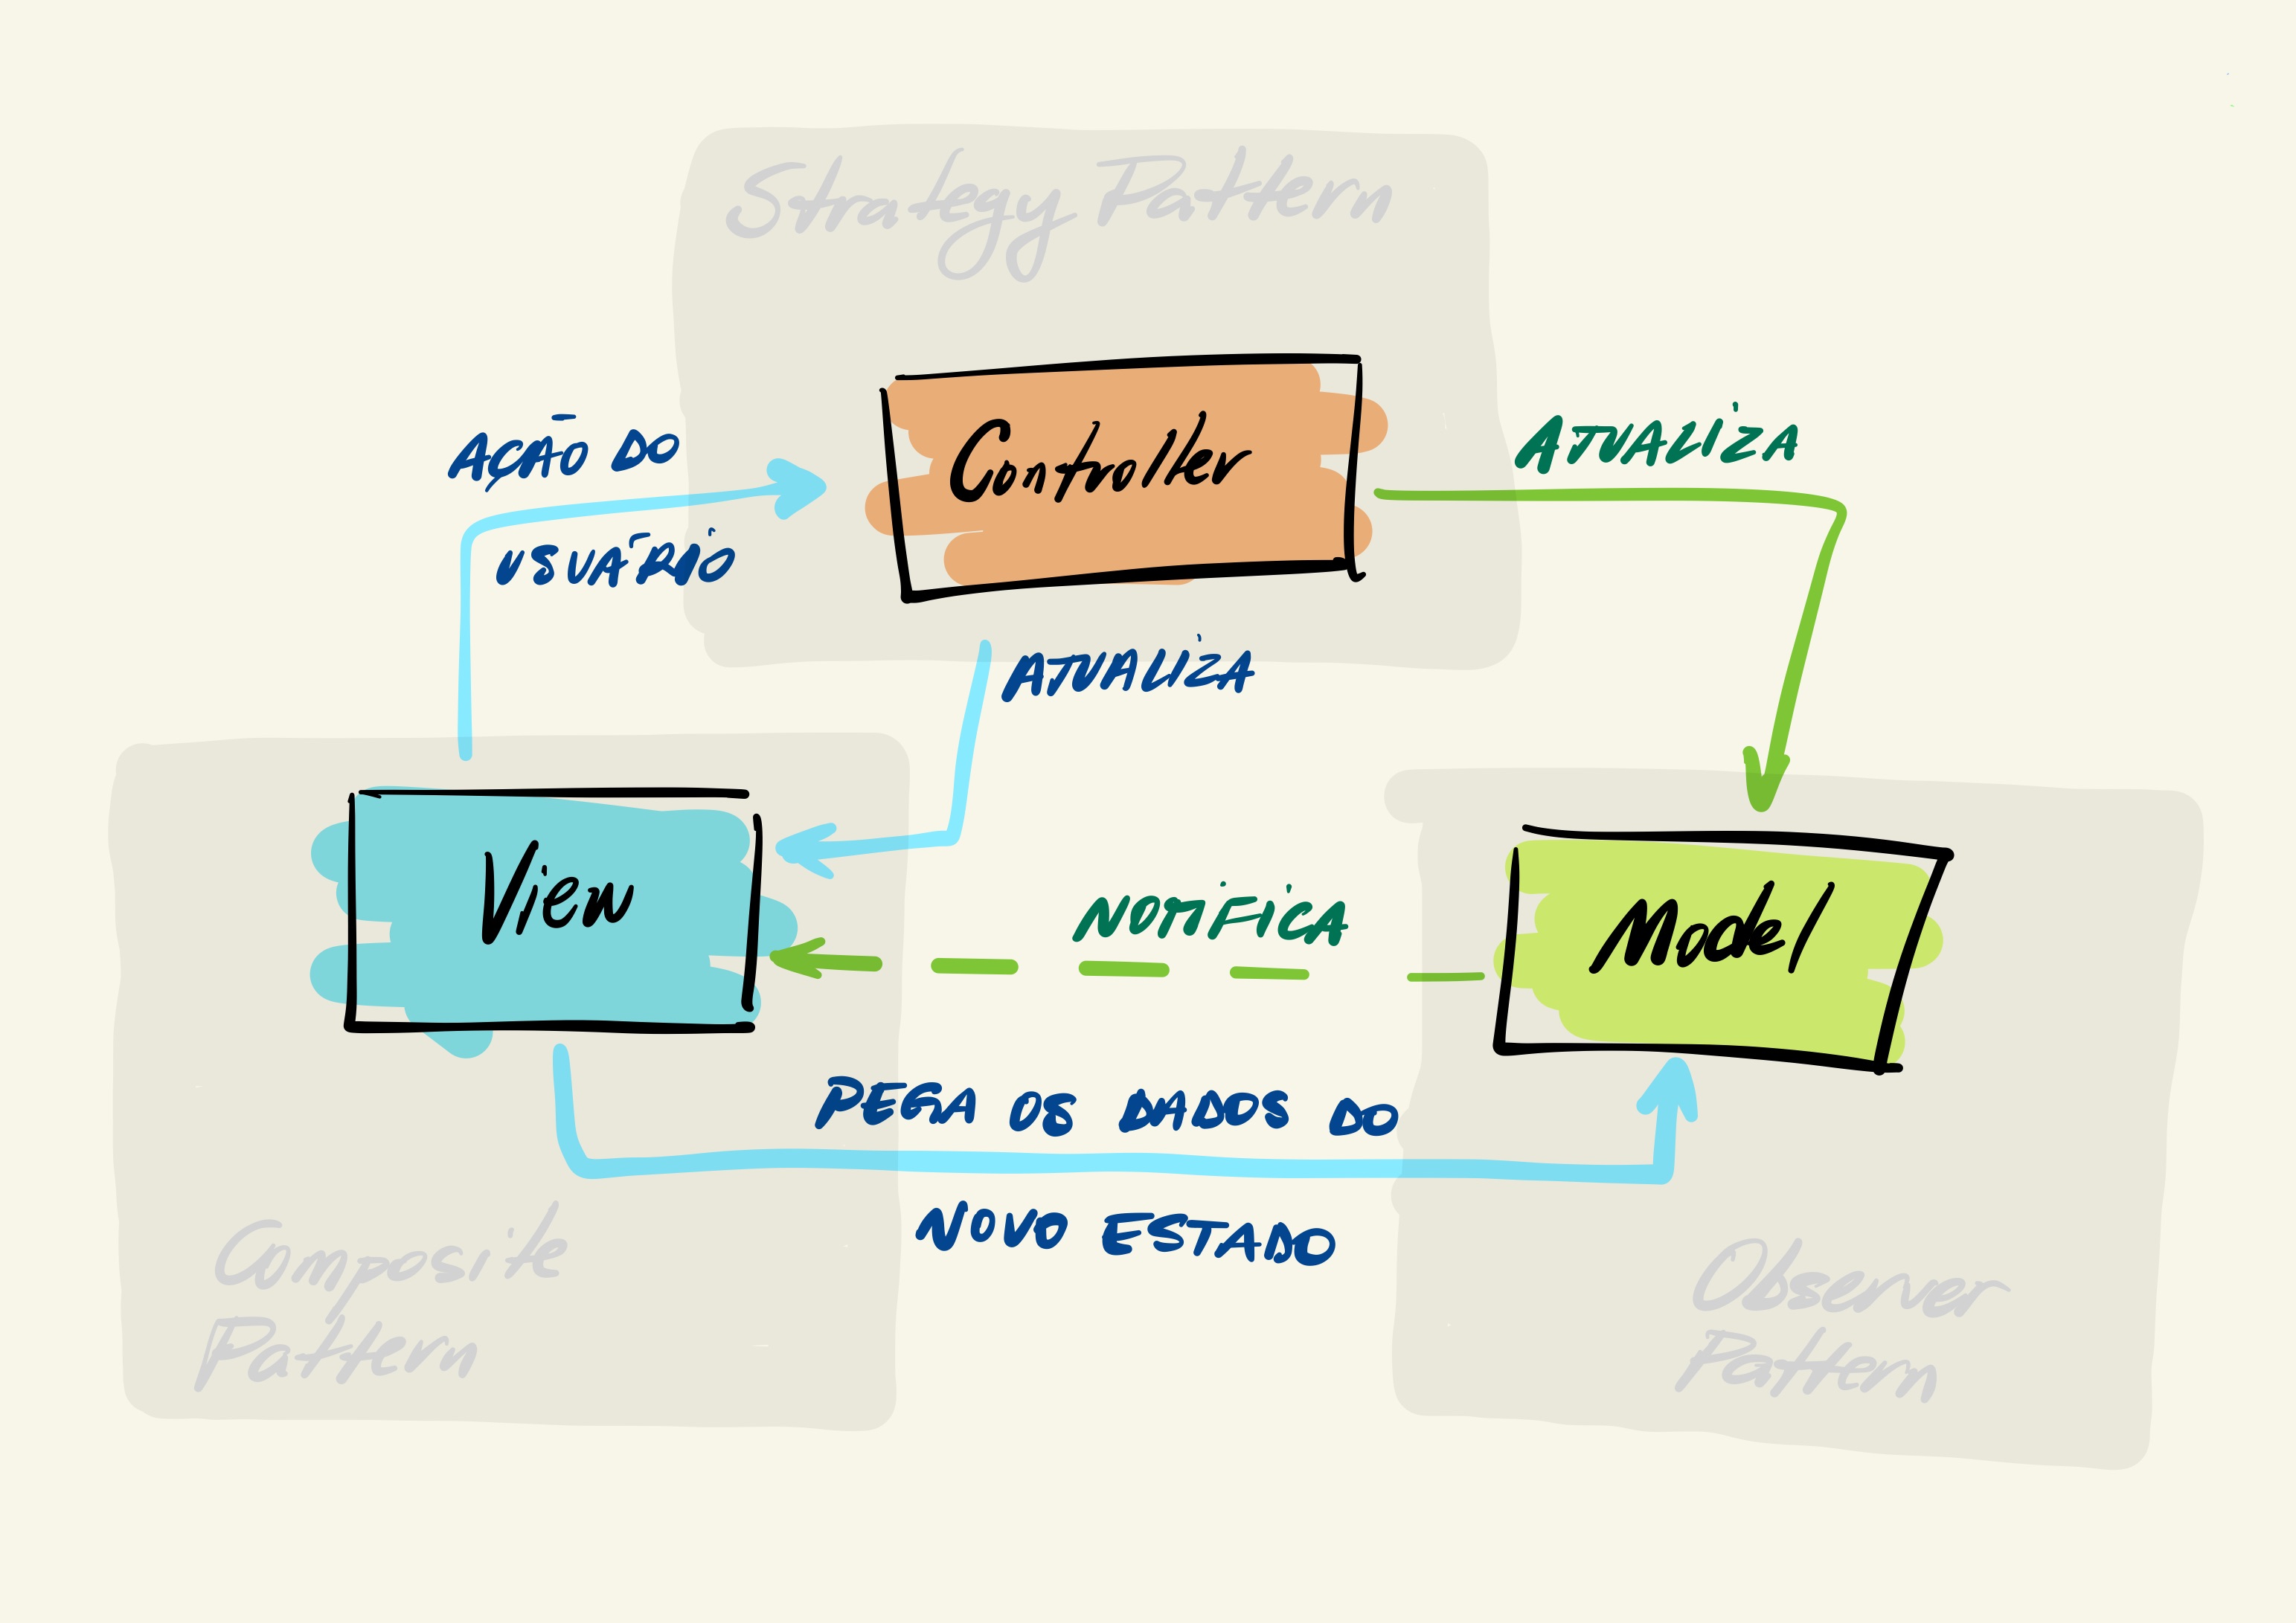 Strategy Pattern
Controller
AÇÃO DO
USUÁRIO
ATUALIZA
ATUALIZA
View
NOTIFICA
Model
PEGA OS DADOS DO
NOVO ESTADO
Composite
Pattern
Observer
Pattern